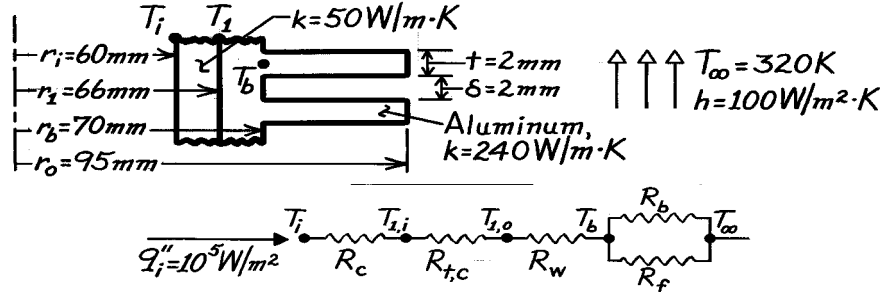 Tᵢ T₁ k=50W/m·K
rᵢ=60mm
r₁=66mm
r_b=70mm
r₀=95mm
T_b
t=2mm
δ=2mm
Aluminum,
k=240W/m·K
T∞=320K
h=100W/m²·K
q″ᵢ=10⁵W/m²
Tᵢ T₁,ᵢ T₁,ₒ T_b T∞
R_c R_t,c R_w R_b R_f